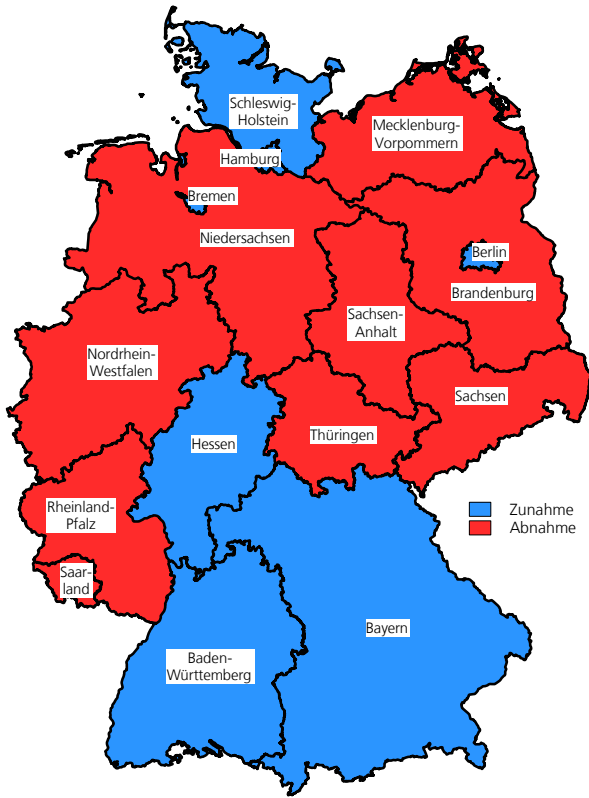 Schleswig-
Holstein
Mecklenburg-
Vorpommern
Hamburg
Bremen
Niedersachsen
Berlin
Brandenburg
Sachsen-
Anhalt
Nordrhein-
Westfalen
Sachsen
Thüringen
Hessen
Rheinland-
Pfalz
Zunahme
Abnahme
Saar-
land
Bayern
Baden-
Württemberg